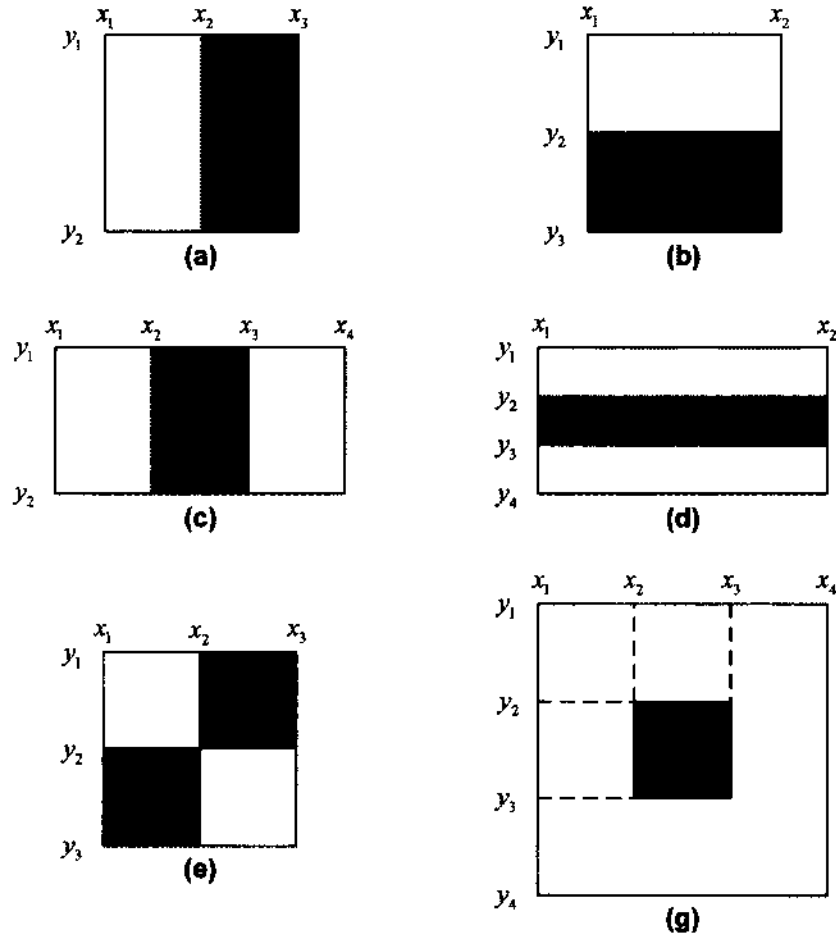 x₁ x₂ x₃
y₁
y₂
(a)
x₁ x₂
y₁
y₂
y₃
(b)
x₁ x₂ x₃ x₄
y₁
y₂
(c)
x₁ x₂
y₁
y₂
y₃
y₄
(d)
x₁ x₂ x₃
y₁
y₂
y₃
(e)
x₁ x₂ x₃ x₄
y₁
y₂
y₃
y₄
(g)